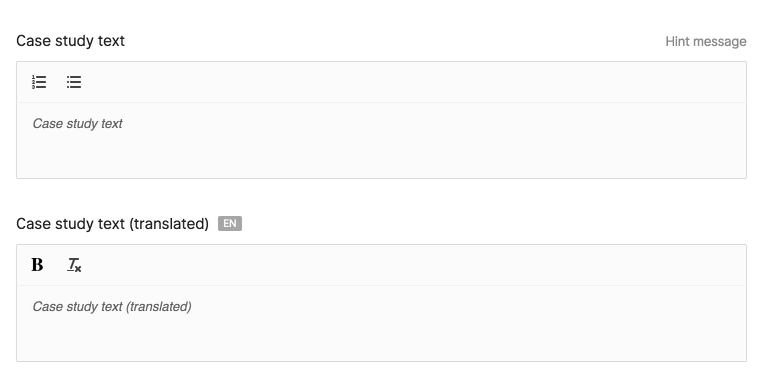 Case study text
Hint message
Case study text
Case study text (translated) EN
B
Case study text (translated)